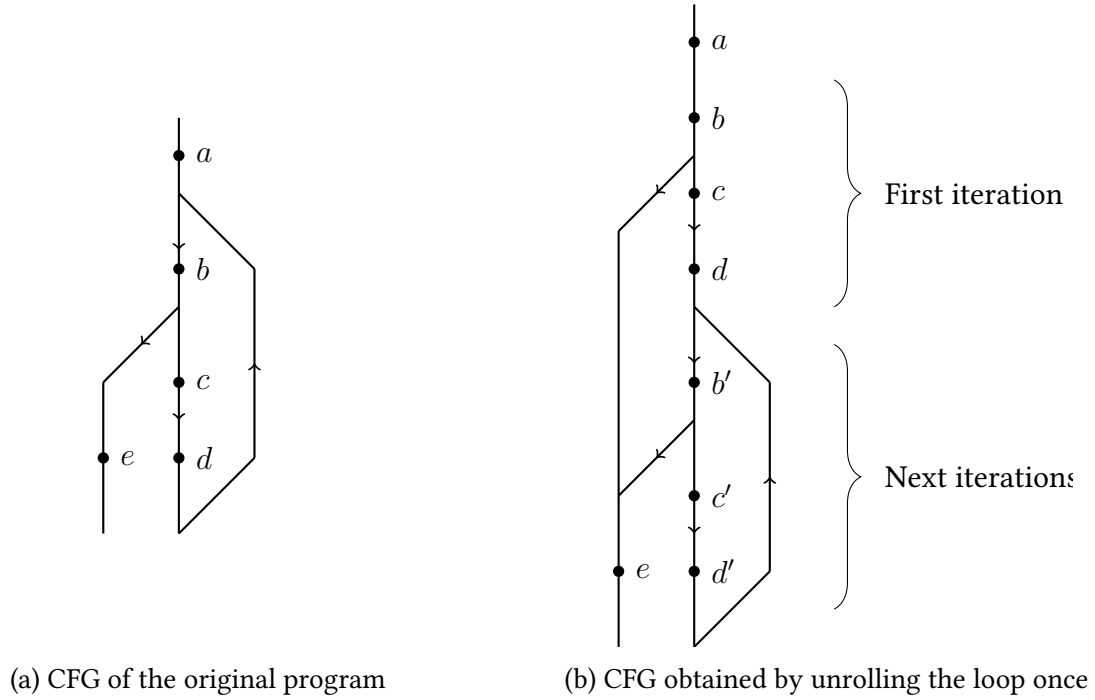 a
b
c
e
d
(a) CFG of the original program
a
b
c
First iteration
d
b′
Next iterations
c′
e
d′
(b) CFG obtained by unrolling the loop once